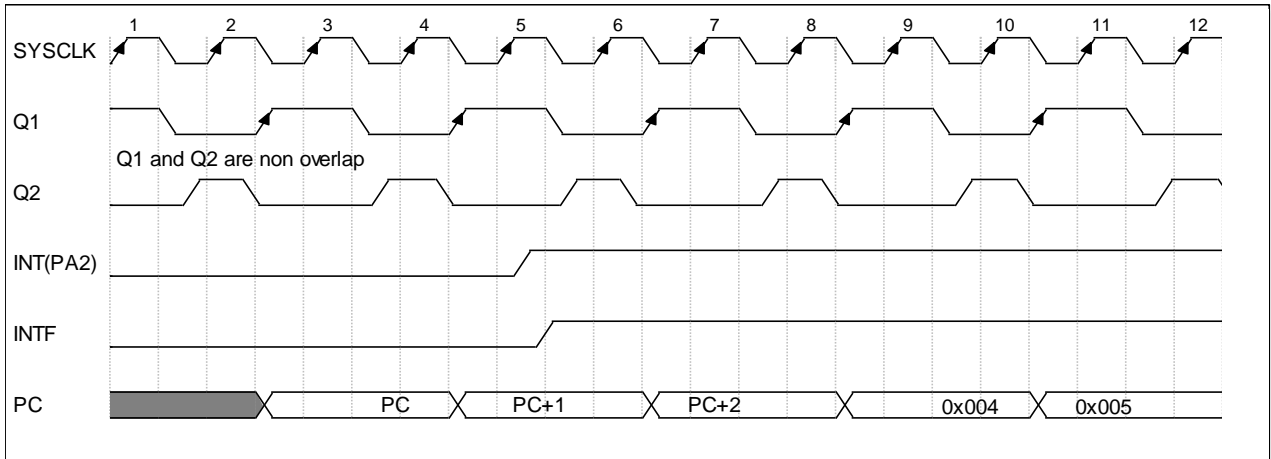 1 2 3 4 5 6 7 8 9 10 11 12
SYSCLK
Q1
Q1 and Q2 are non overlap
Q2
INT(PA2)
INTF
PC PC PC+1 PC+2 0x004 0x005